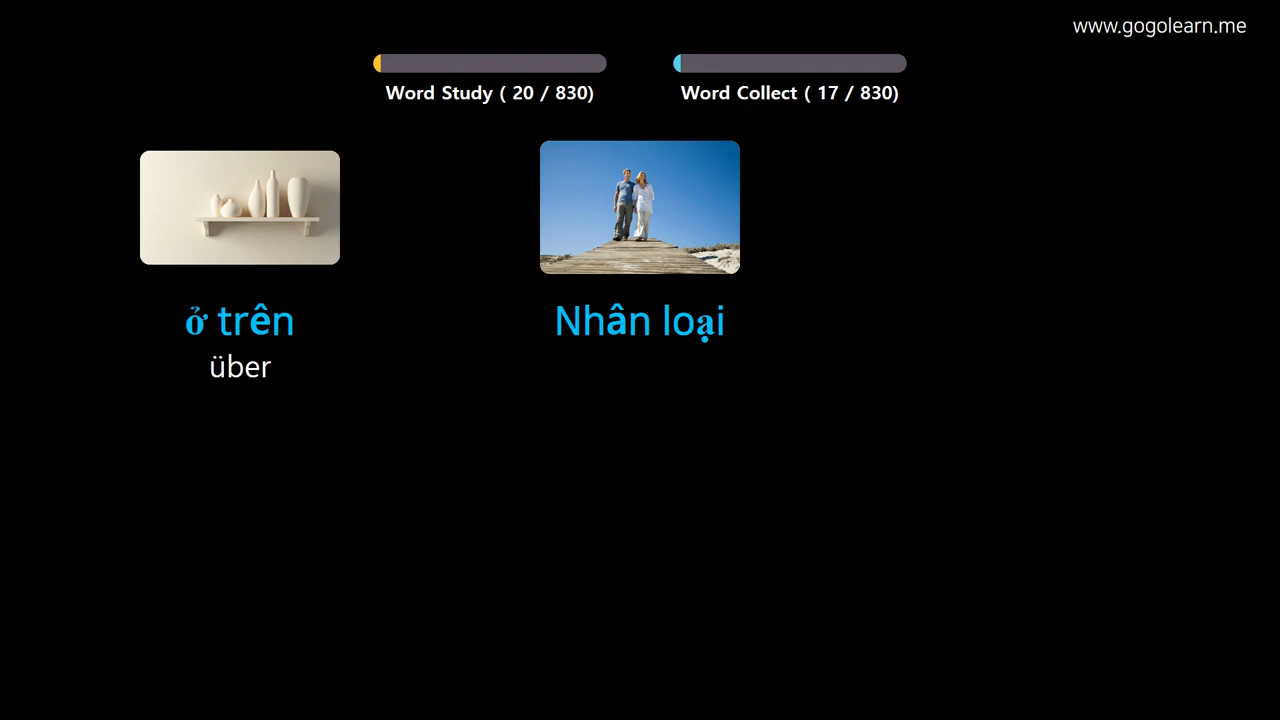 www.gogolearn.me
Word Study ( 20 / 830)
Word Collect ( 17 / 830)
ở trên
über
Nhân loại